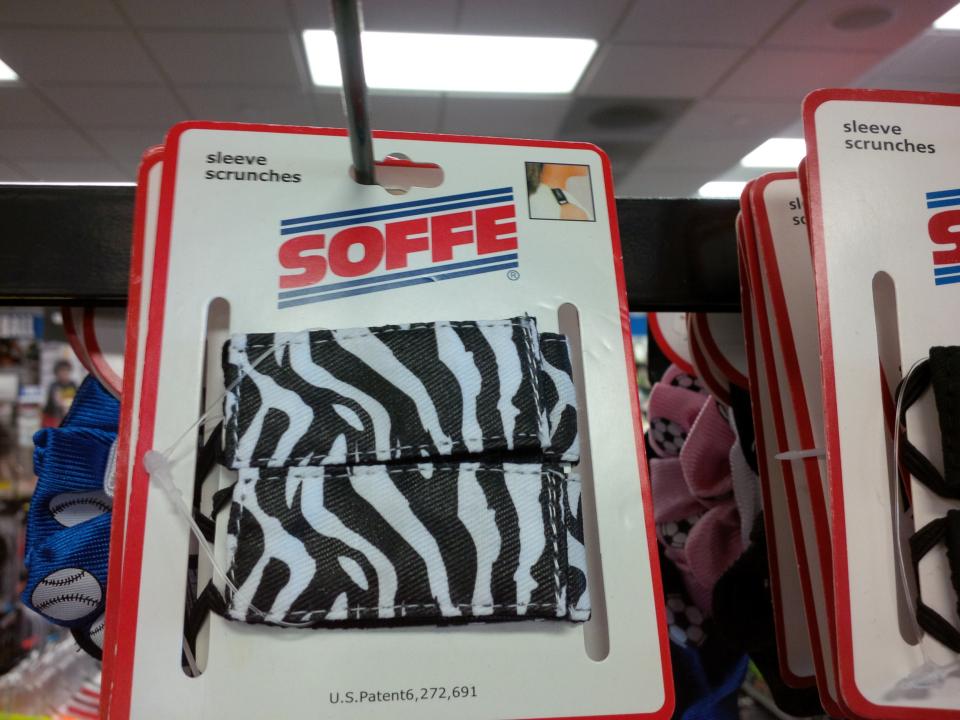 sleeve
scrunches
SOFFE
®
U.S.Patent6,272,691
sleeve
scrunches